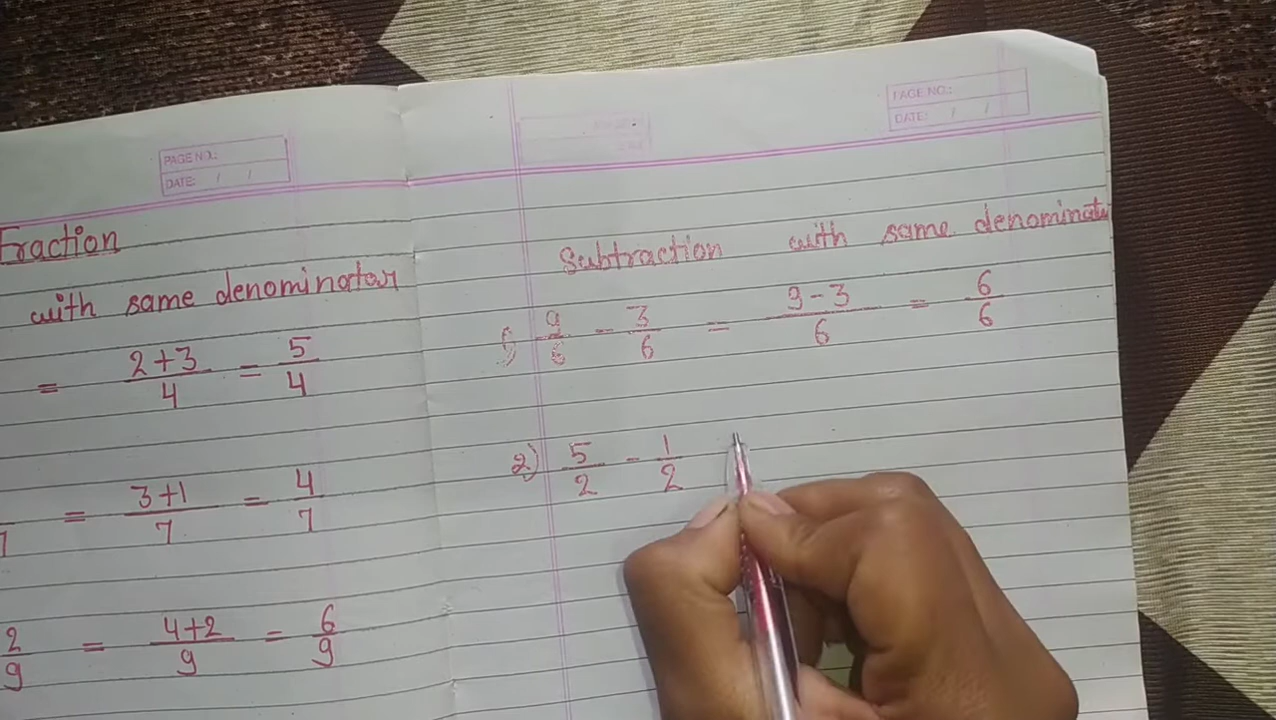 PAGE NO.:
DATE: / /
Fraction
with same denominator
= 2+3/4 = 5/4
= 3+1/7 = 4/7
2/9 = 4+2/9 = 6/9
PAGE NO.:
DATE: / /
Subtraction with same denominato
1) 9/6 - 3/6 = 9-3/6 = 6/6
2) 5/2 - 1/2